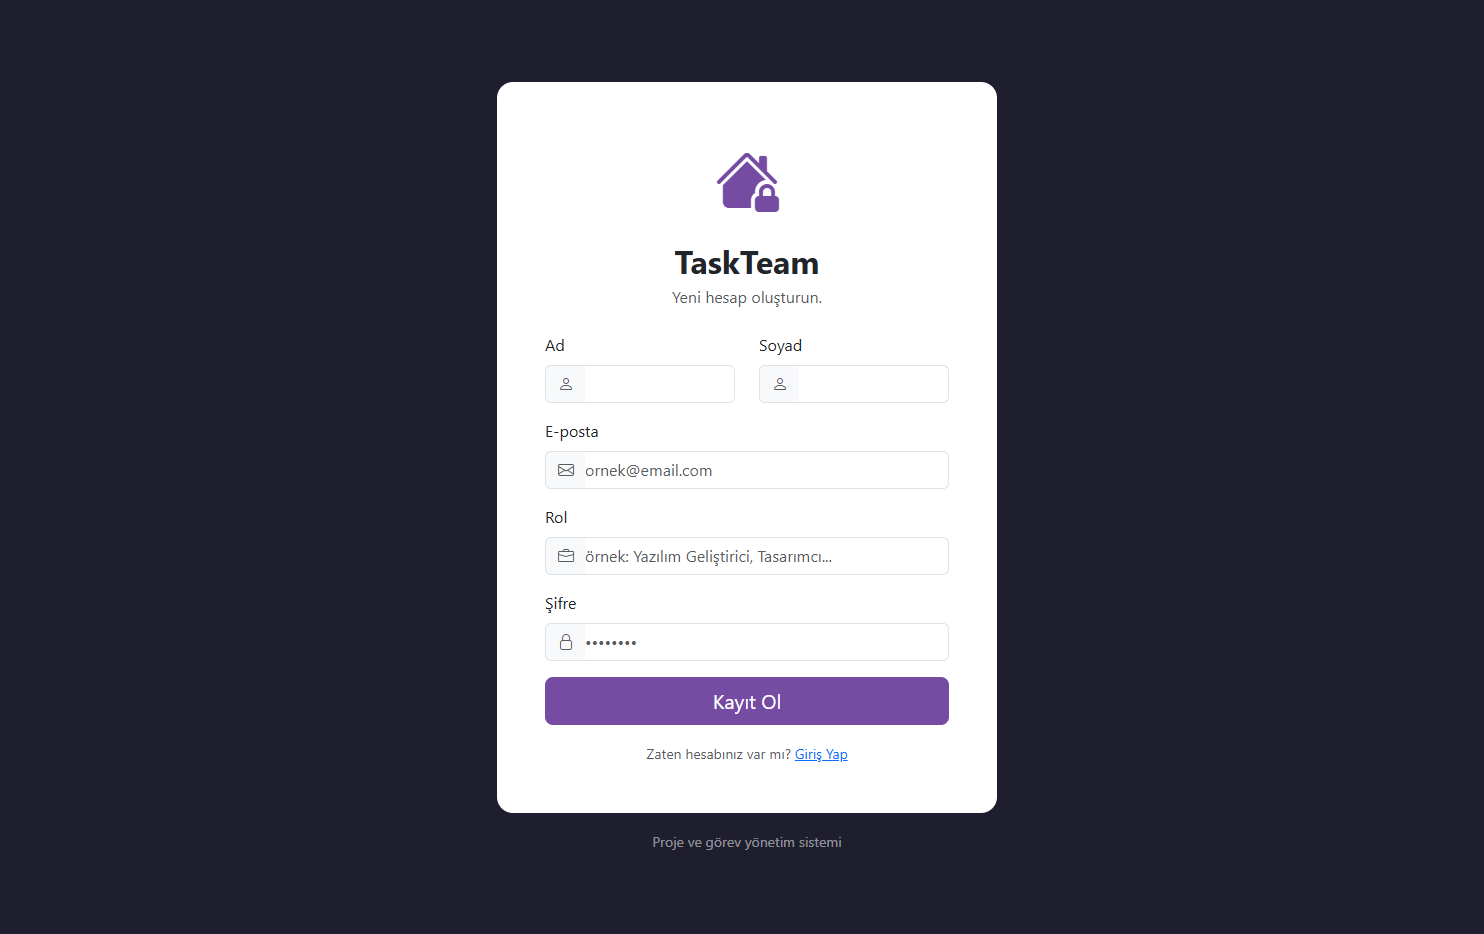 TaskTeam
Yeni hesap oluşturun.
Ad
Soyad
E-posta
ornek@email.com
Rol
örnek: Yazılım Geliştirici, Tasarımcı...
Şifre
••••••••
Kayıt Ol
Zaten hesabınız var mı? Giriş Yap
Proje ve görev yönetim sistemi